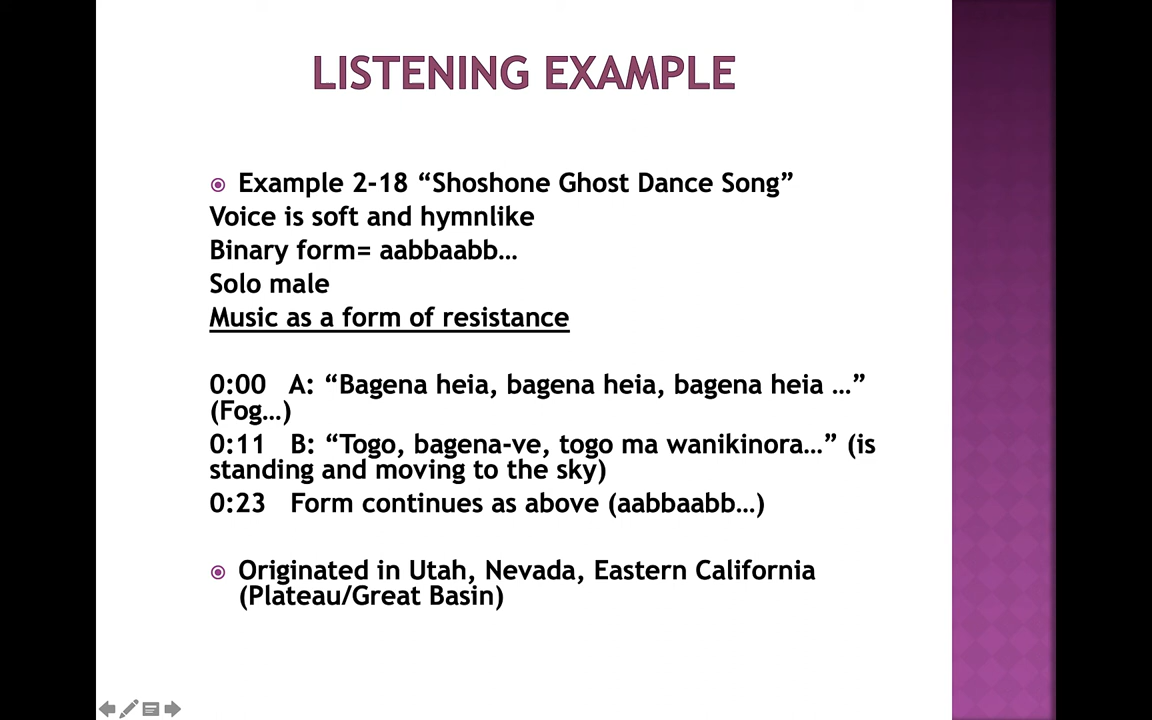 LISTENING EXAMPLE
Example 2-18 “Shoshone Ghost Dance Song”
Voice is soft and hymnlike
Binary form= aabbaabb…
Solo male
Music as a form of resistance
0:00 A: “Bagena heia, bagena heia, bagena heia …”
(Fog…)
0:11 B: “Togo, bagena-ve, togo ma wanikinora…” (is
standing and moving to the sky)
0:23 Form continues as above (aabbaabb…)
Originated in Utah, Nevada, Eastern California
(Plateau/Great Basin)